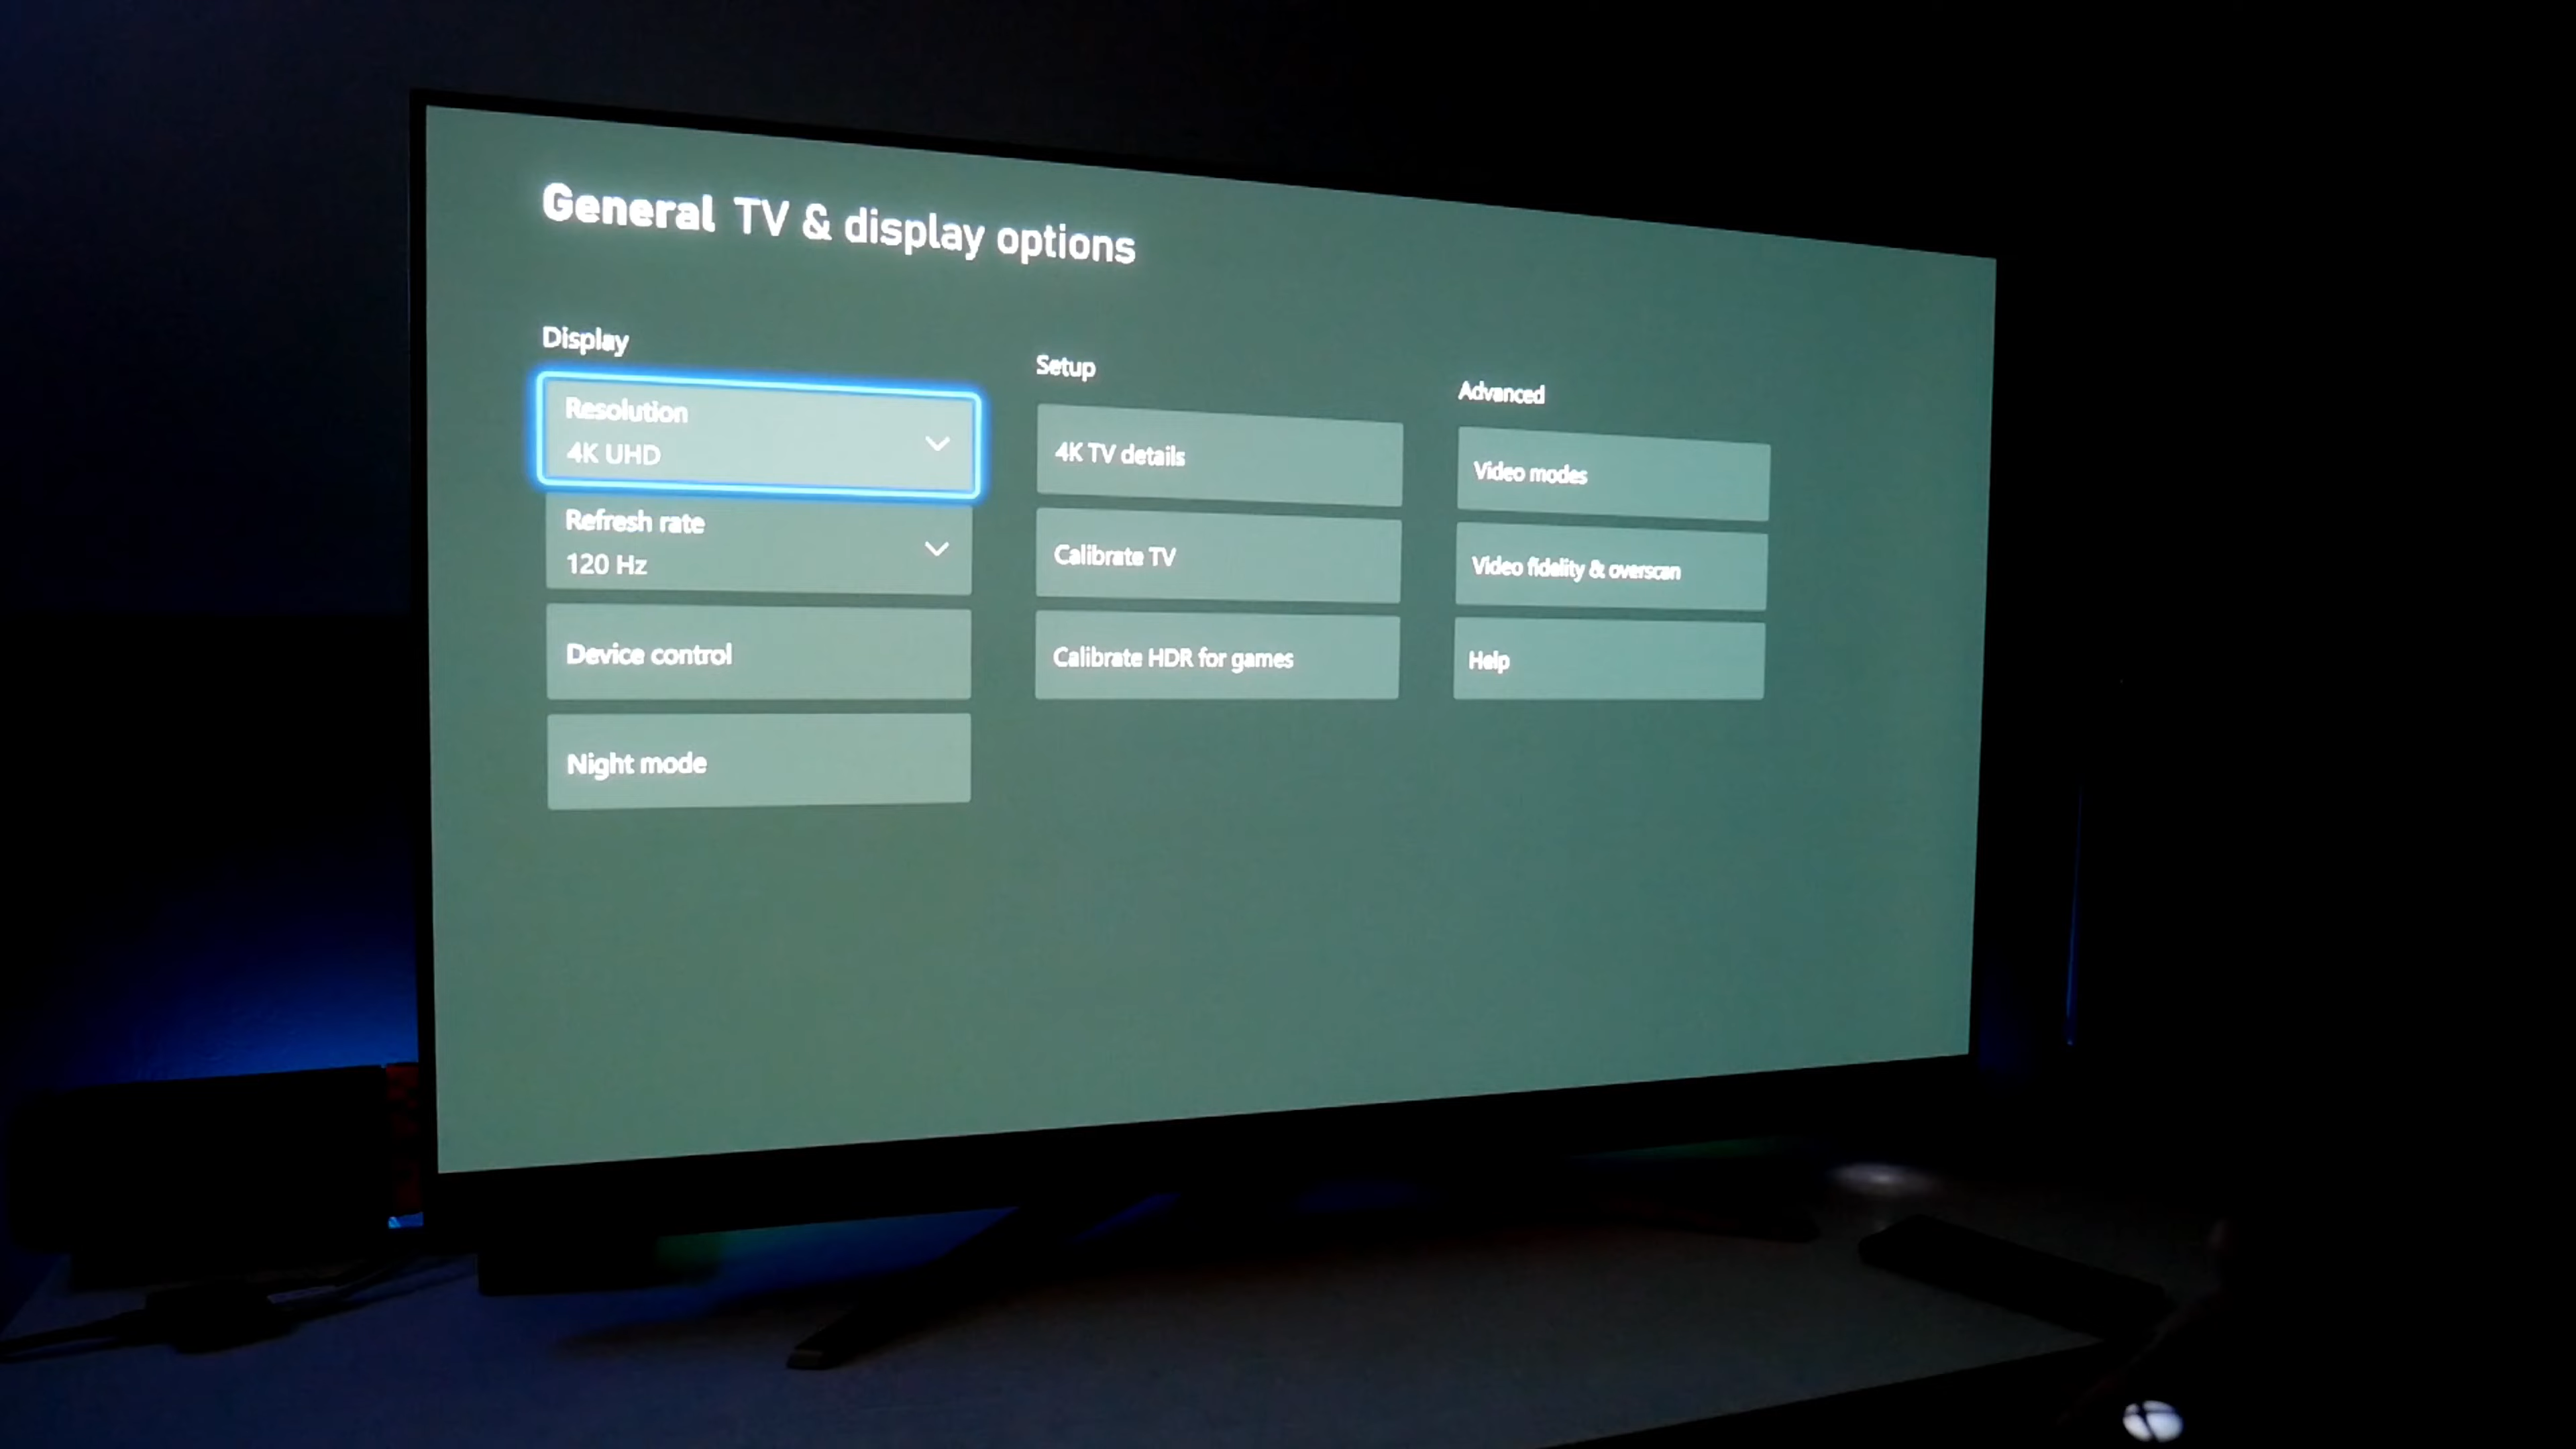 General TV & display options
Display
Resolution
4K UHD
Refresh rate
120 Hz
Device control
Night mode
Setup
4K TV details
Calibrate TV
Calibrate HDR for games
Advanced
Video modes
Video fidelity & overscan
Help